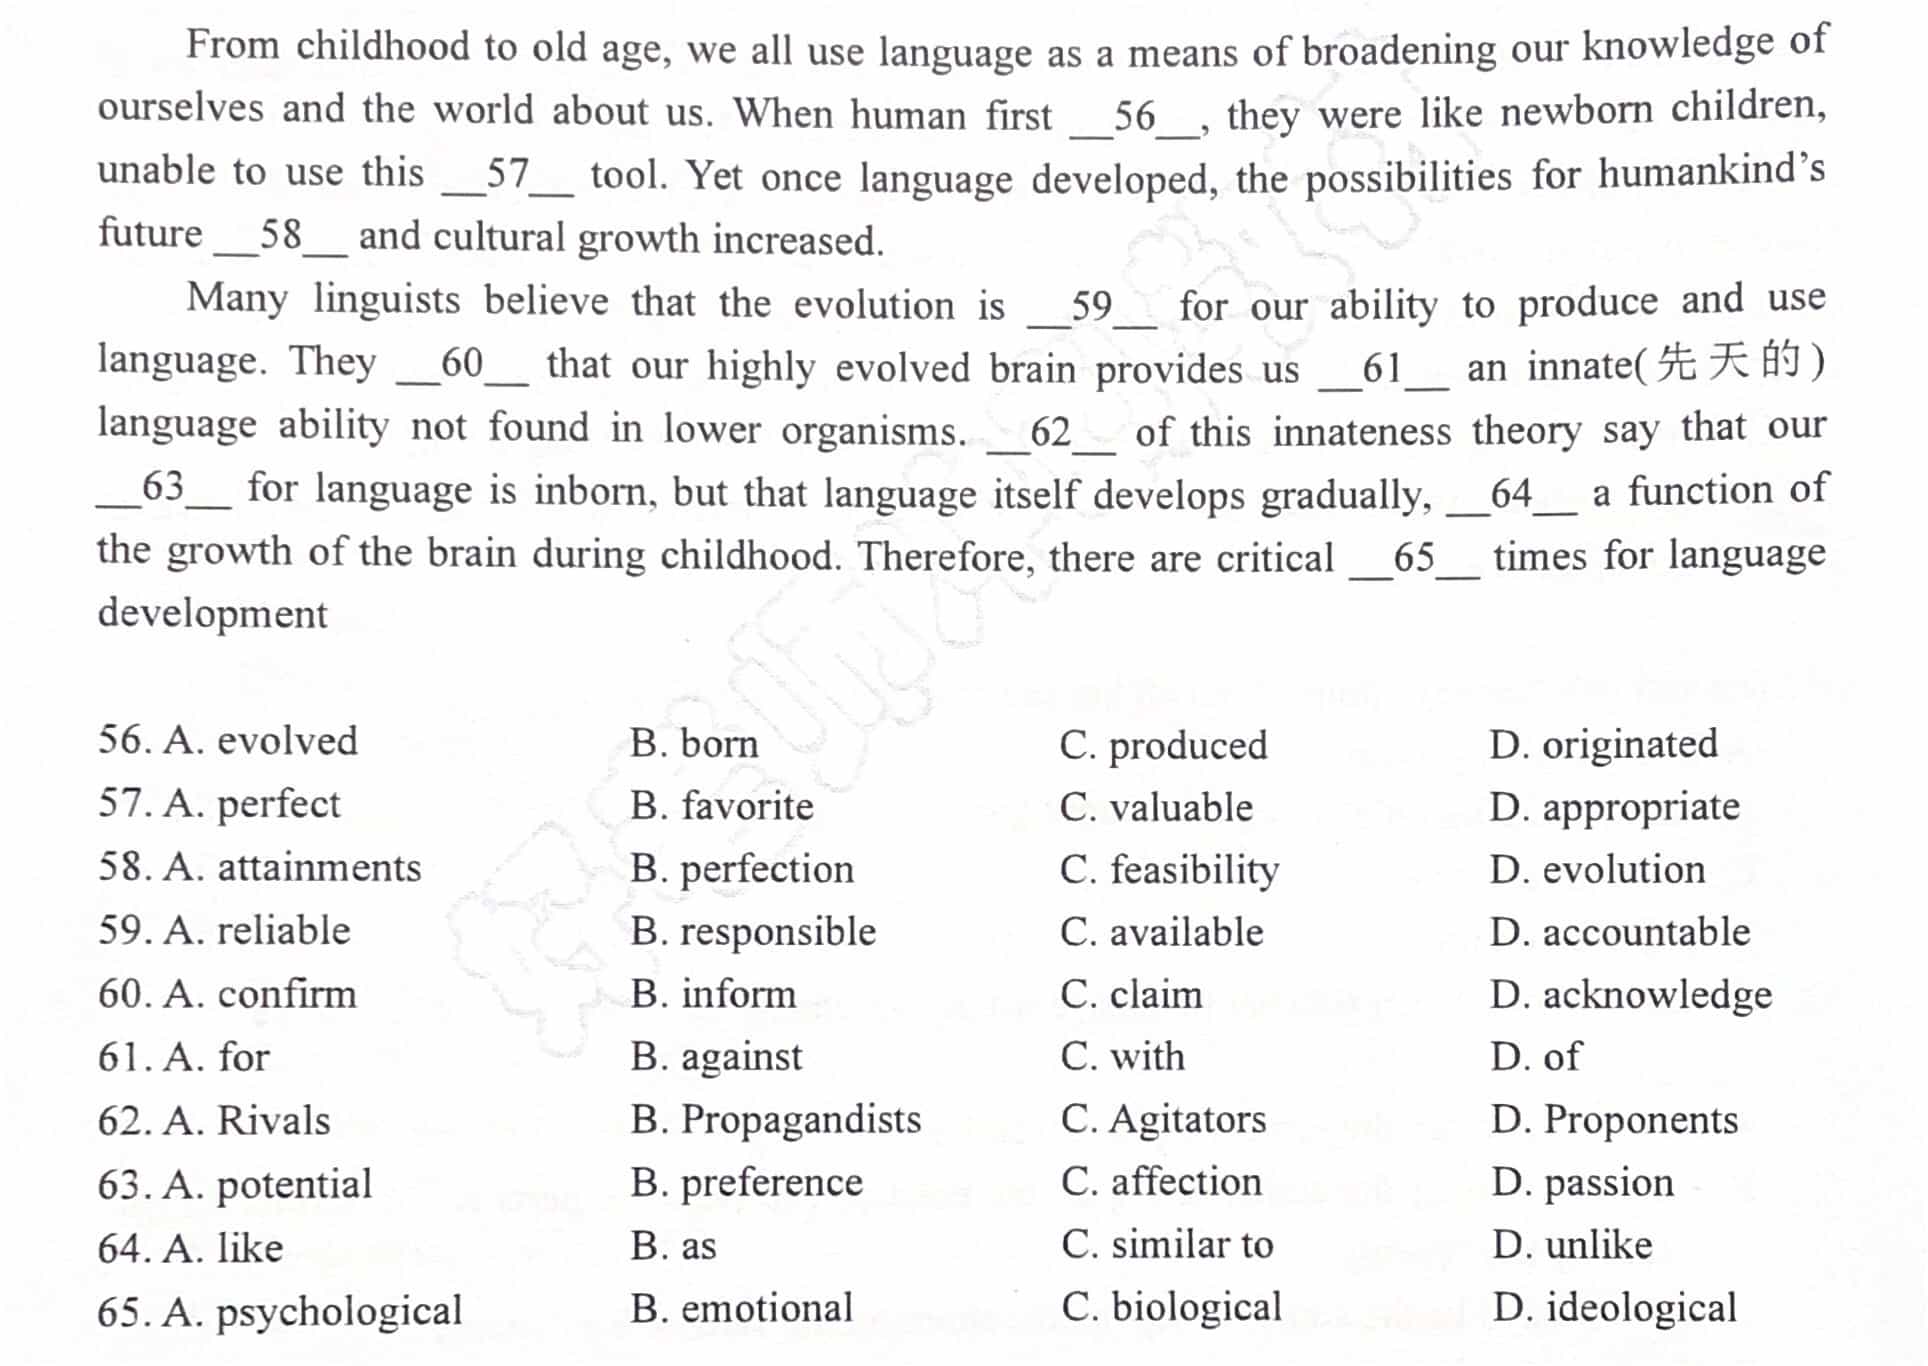 From childhood to old age, we all use language as a means of broadening our knowledge of
ourselves and the world about us. When human first __56__, they were like newborn children,
unable to use this __57__ tool. Yet once language developed, the possibilities for humankind's
future __58__ and cultural growth increased.
Many linguists believe that the evolution is __59__ for our ability to produce and use
language. They __60__ that our highly evolved brain provides us __61__ an innate(先天的)
language ability not found in lower organisms. __62__ of this innateness theory say that our
__63__ for language is inborn, but that language itself develops gradually, __64__ a function of
the growth of the brain during childhood. Therefore, there are critical __65__ times for language
development
56. A. evolved B. born C. produced D. originated
57. A. perfect B. favorite C. valuable D. appropriate
58. A. attainments B. perfection C. feasibility D. evolution
59. A. reliable B. responsible C. available D. accountable
60. A. confirm B. inform C. claim D. acknowledge
61. A. for B. against C. with D. of
62. A. Rivals B. Propagandists C. Agitators D. Proponents
63. A. potential B. preference C. affection D. passion
64. A. like B. as C. similar to D. unlike
65. A. psychological B. emotional C. biological D. ideological